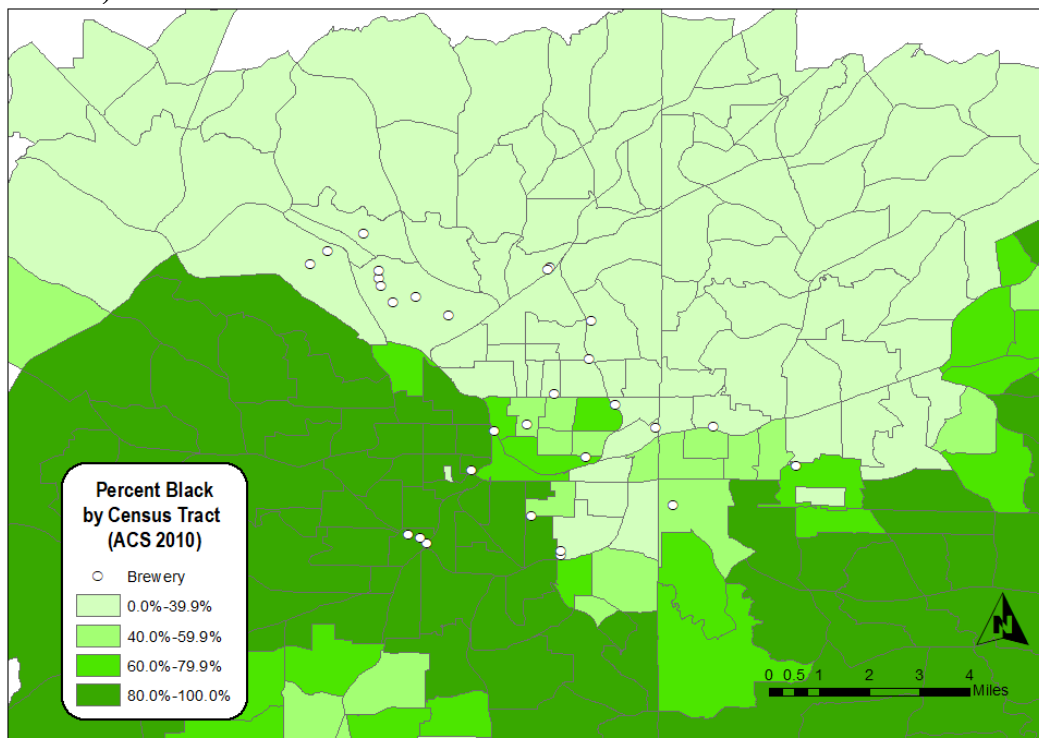 Percent Black
by Census Tract
(ACS 2010)
Brewery
0.0%-39.9%
40.0%-59.9%
60.0%-79.9%
80.0%-100.0%
N
0 0.5 1 2 3 4
Miles